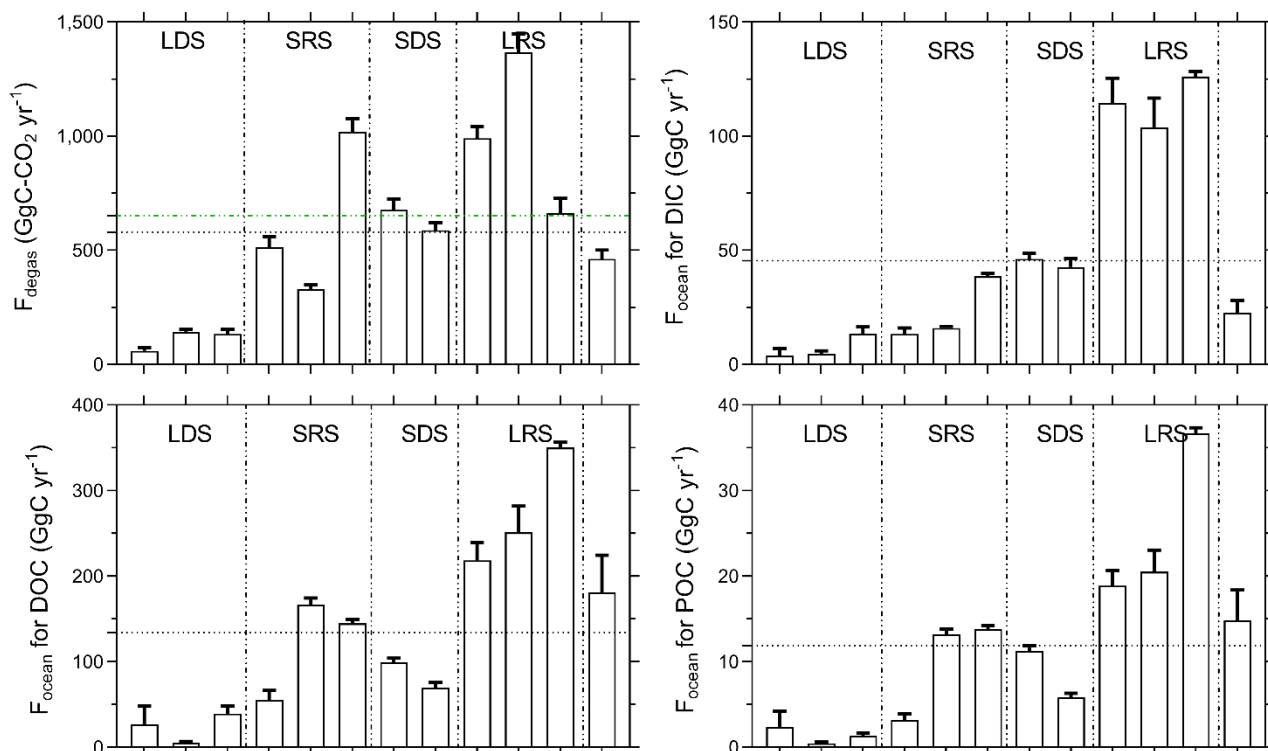 1,500
1,000
500
0
F_degas (GgC-CO₂ yr⁻¹)
LDS SRS SDS LRS
150
100
50
0
F_ocean for DIC (GgC yr⁻¹)
LDS SRS SDS LRS
400
300
200
100
0
F_ocean for DOC (GgC yr⁻¹)
LDS SRS SDS LRS
40
30
20
10
0
F_ocean for POC (GgC yr⁻¹)
LDS SRS SDS LRS